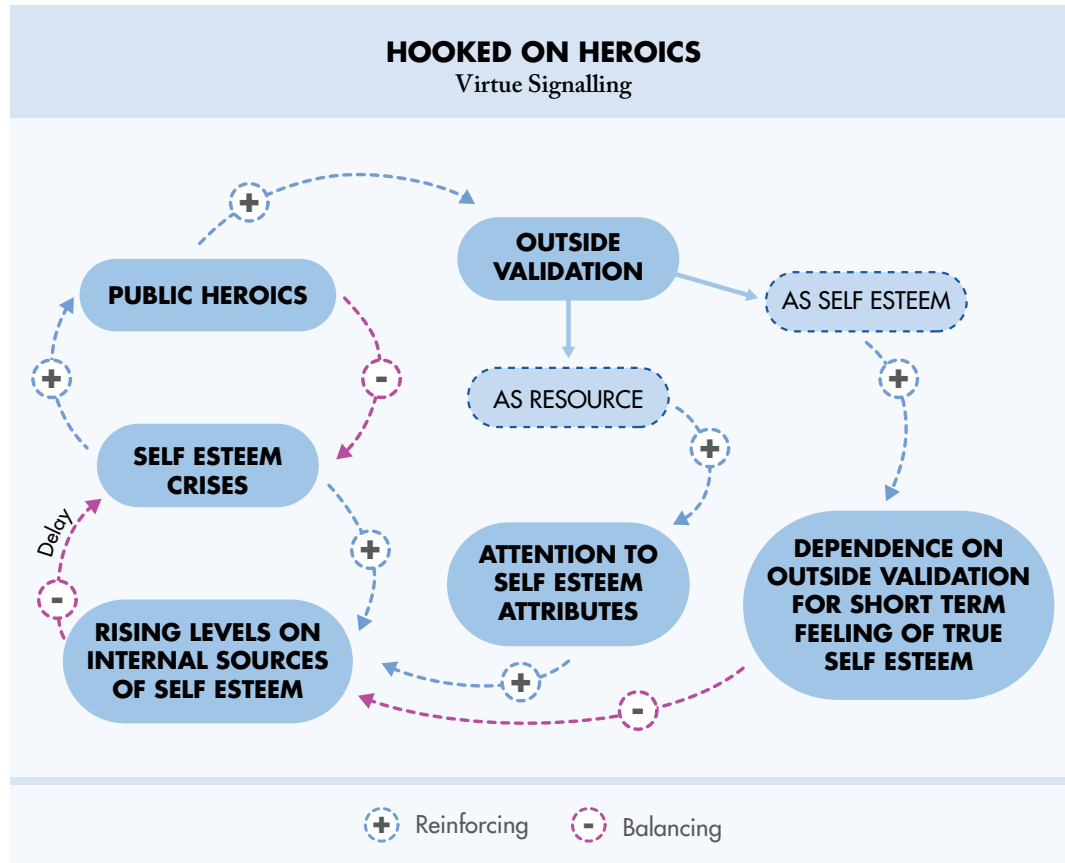 HOOKED ON HEROICS
Virtue Signalling
+
OUTSIDE
VALIDATION
PUBLIC HEROICS
AS SELF ESTEEM
+
-
+
AS RESOURCE
+
SELF ESTEEM
CRISES
Delay
+
-
ATTENTION TO
SELF ESTEEM
ATTRIBUTES
DEPENDENCE ON
OUTSIDE VALIDATION
FOR SHORT TERM
FEELING OF TRUE
SELF ESTEEM
RISING LEVELS ON
INTERNAL SOURCES
OF SELF ESTEEM
+
-
+ Reinforcing
- Balancing